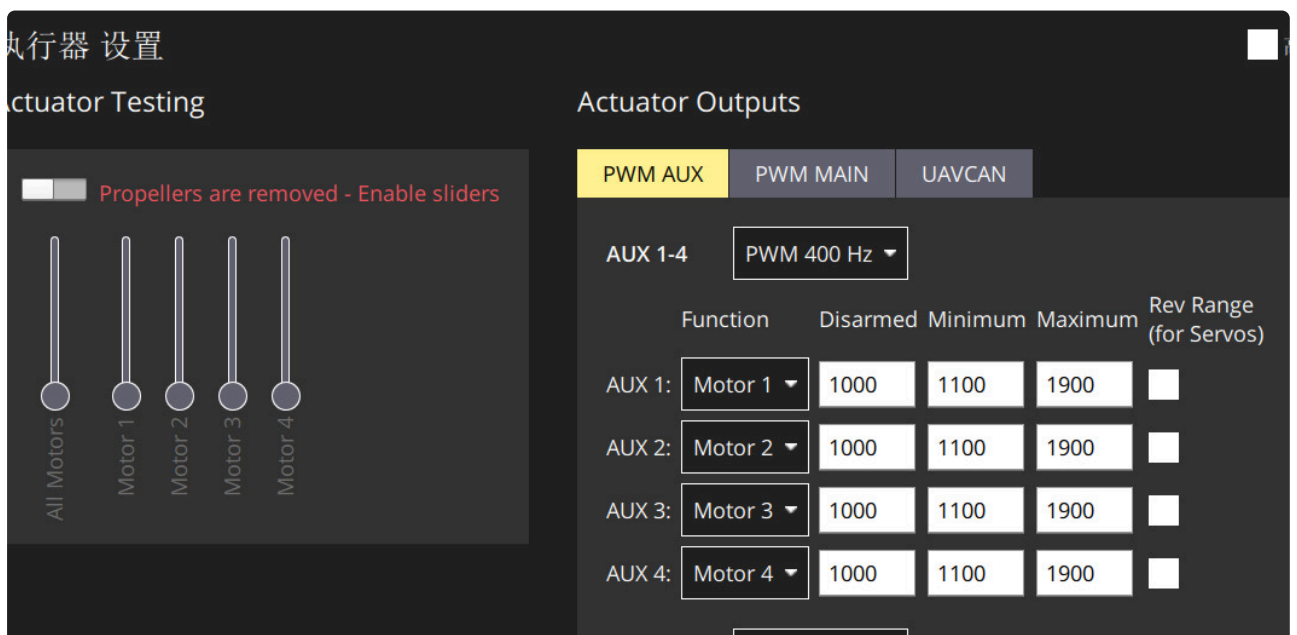 执行器 设置
Actuator Testing
Propellers are removed - Enable sliders
All Motors
Motor 1
Motor 2
Motor 3
Motor 4
Actuator Outputs
PWM AUX PWM MAIN UAVCAN
AUX 1-4 PWM 400 Hz
Function Disarmed Minimum Maximum Rev Range
(for Servos)
AUX 1: Motor 1 1000 1100 1900
AUX 2: Motor 2 1000 1100 1900
AUX 3: Motor 3 1000 1100 1900
AUX 4: Motor 4 1000 1100 1900